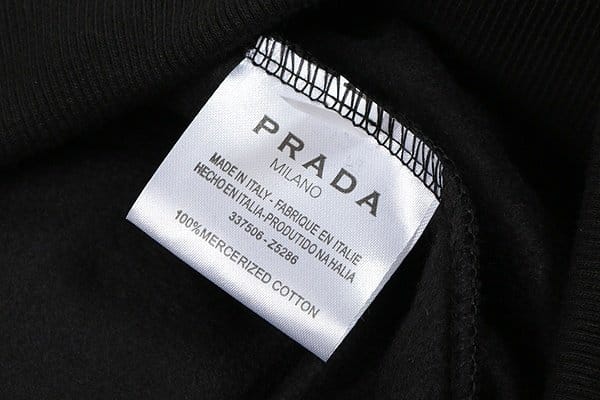 PRADA
MILANO
MADE IN ITALY - FABRIQUE EN ITALIE
HECHO EN ITALIA-PRODUTIDO NA HALIA
337506 - Z5286
100%MERCERIZED COTTON